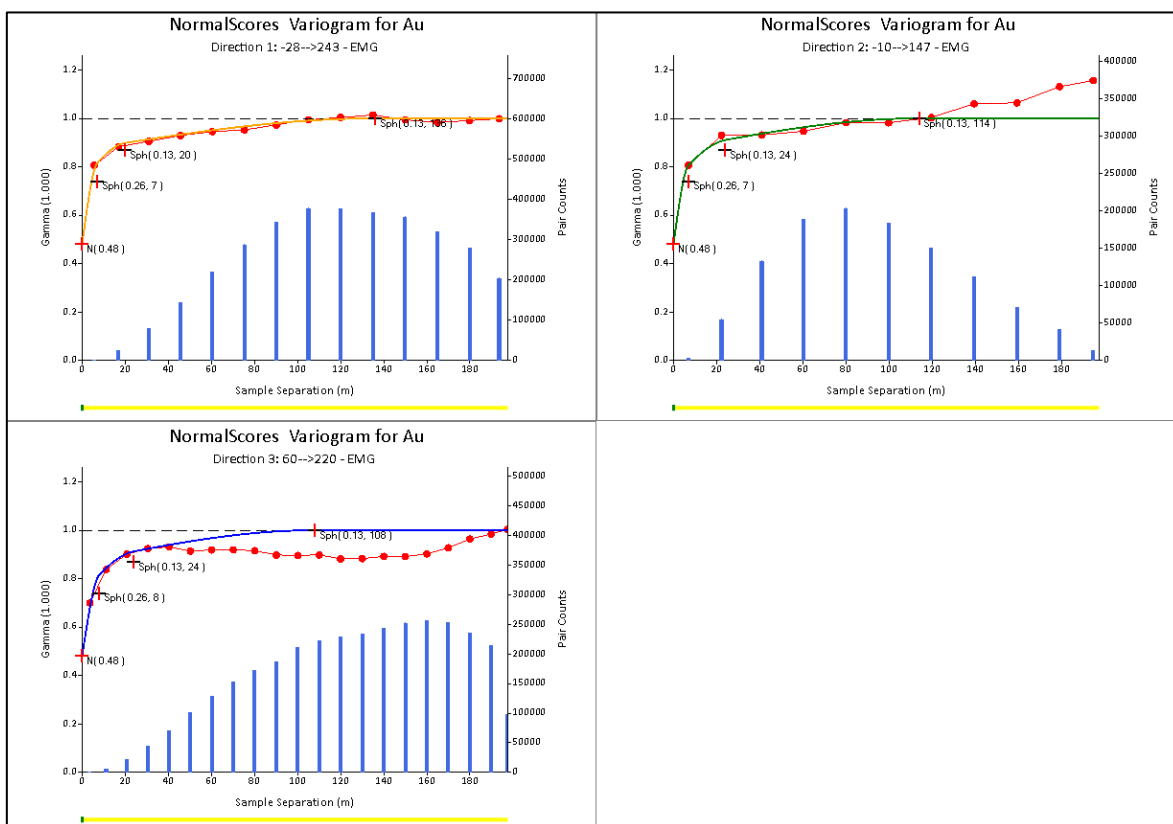 NormalScores Variogram for Au
Direction 1: -28-->243 - EMG
1.2
1.0
0.8
0.6
0.4
0.2
0.0
Gamma (1.000)
700000
600000
500000
400000
300000
200000
100000
0
Pair Counts
N( 0.48 )
Sph( 0.26, 7 )
Sph( 0.13, 20 )
Sph( 0.13,
0 20 40 60 80 100 120 140 160 180
Sample Separation (m)
NormalScores Variogram for Au
Direction 2: -10-->147 - EMG
1.2
1.0
0.8
0.6
0.4
0.2
0.0
Gamma (1.000)
400000
350000
300000
250000
200000
150000
100000
50000
0
Pair Counts
N( 0.48 )
Sph( 0.26, 7 )
Sph( 0.13, 24 )
Sph( 0.13, 114 )
0 20 40 60 80 100 120 140 160 180
Sample Separation (m)
NormalScores Variogram for Au
Direction 3: 60-->220 - EMG
1.2
1.0
0.8
0.6
0.4
0.2
0.0
Gamma (1.000)
500000
450000
400000
350000
300000
250000
200000
150000
100000
50000
0
Pair Counts
N( 0.48 )
Sph( 0.26, 8 )
Sph( 0.13, 24 )
Sph( 0.13, 108 )
0 20 40 60 80 100 120 140 160 180
Sample Separation (m)